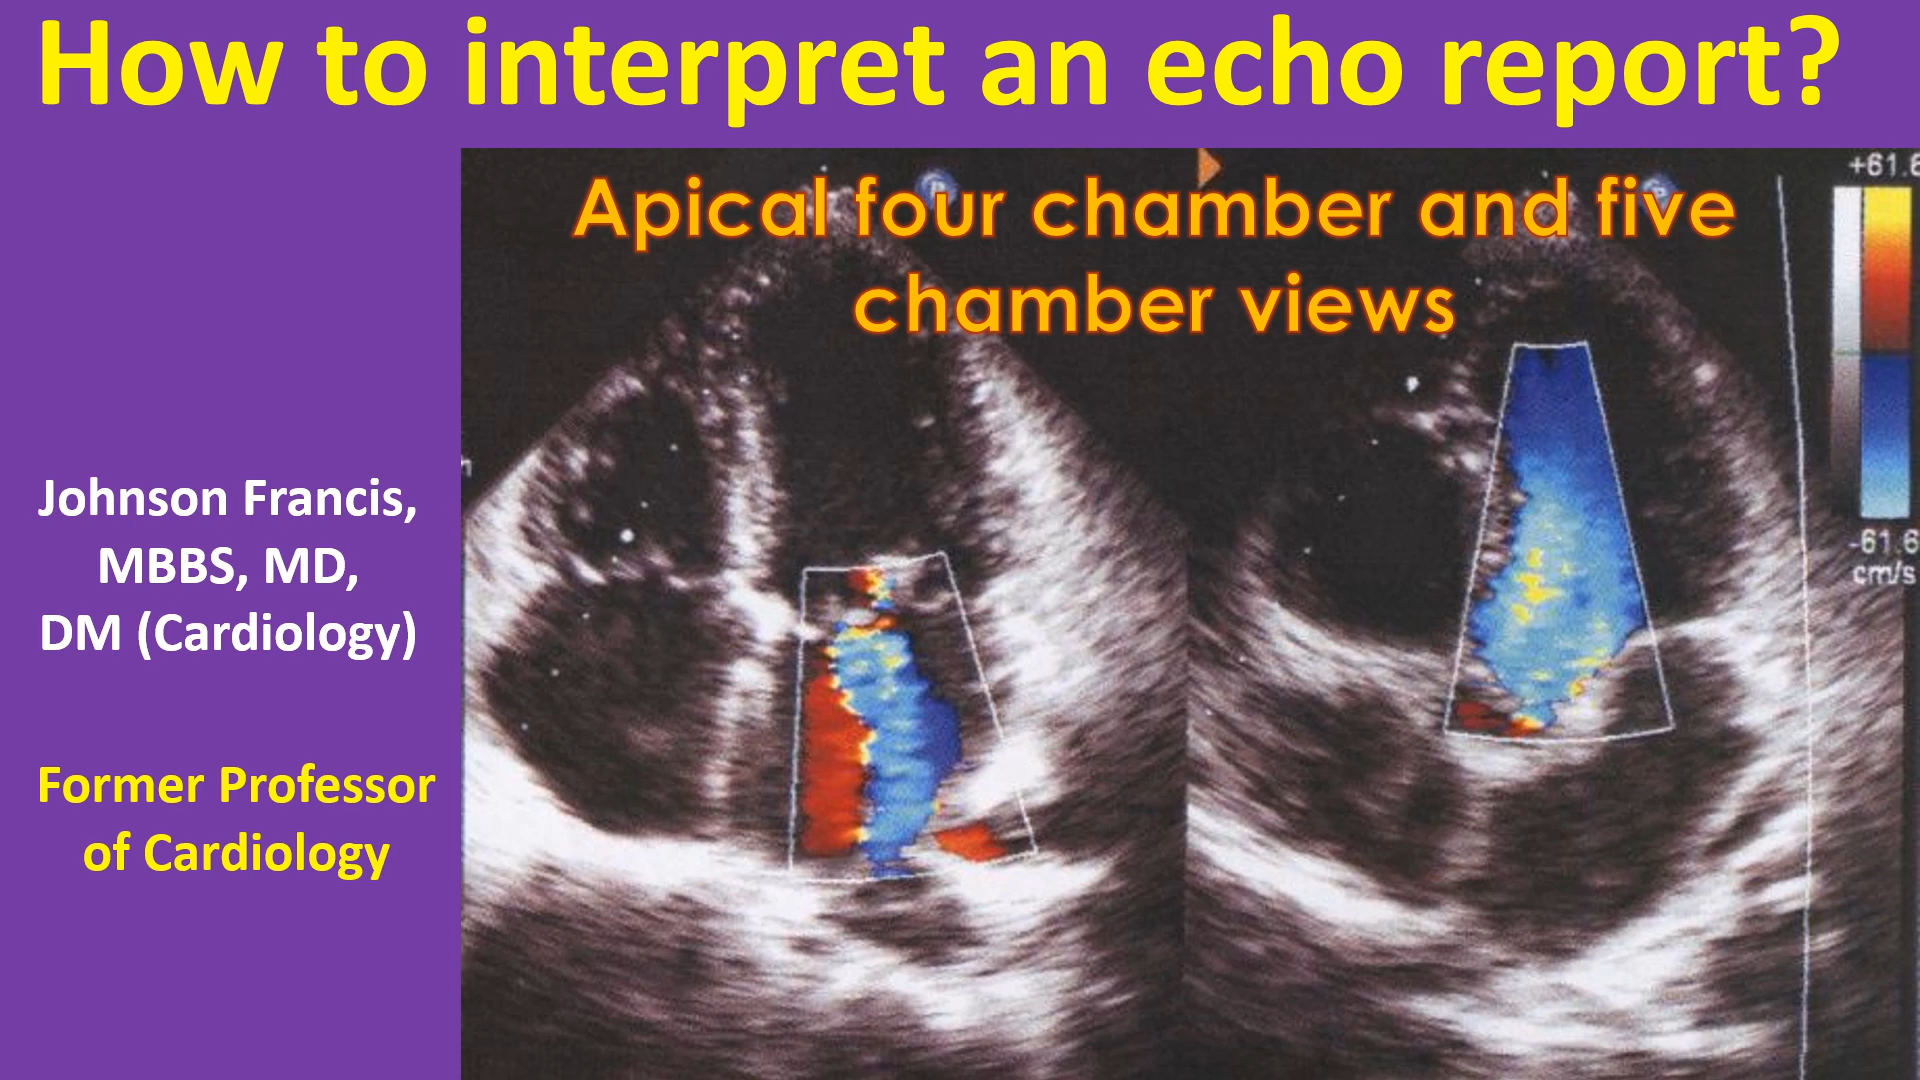 How to interpret an echo report?
Apical four chamber and five
chamber views
+61.6
-61.6
cm/s
Johnson Francis,
MBBS, MD,
DM (Cardiology)
Former Professor
of Cardiology